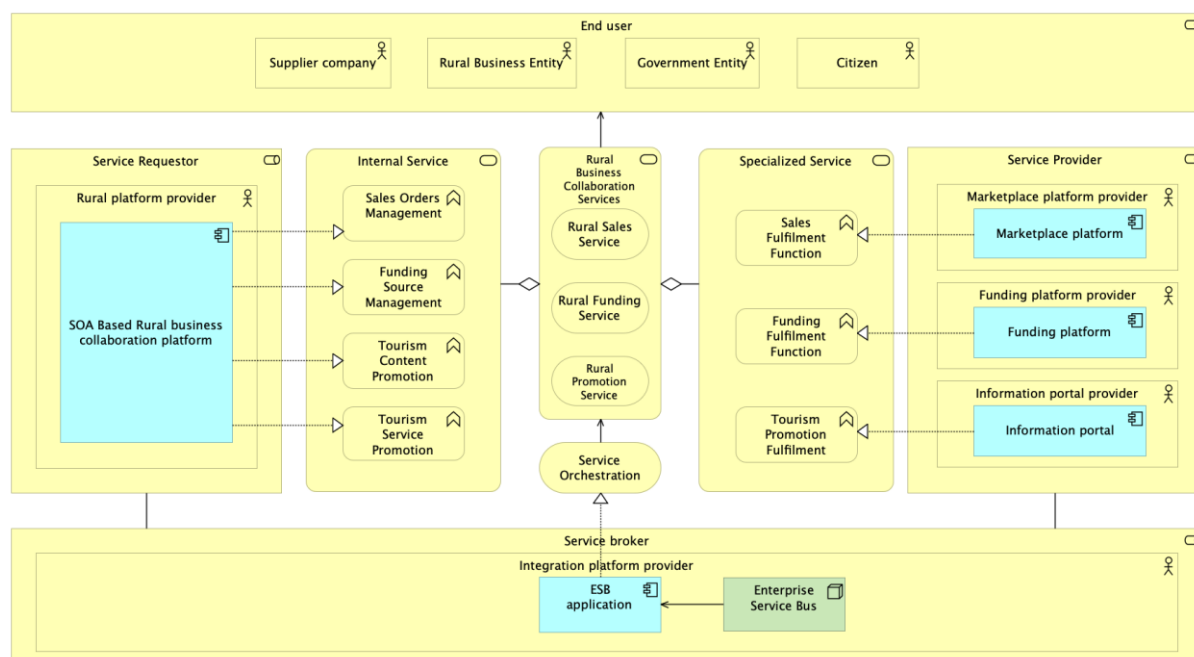 End user
Supplier company
Rural Business Entity
Government Entity
Citizen
Service Requestor
Rural platform provider
SOA Based Rural business
collaboration platform
Internal Service
Sales Orders
Management
Funding
Source
Management
Tourism
Content
Promotion
Tourism
Service
Promotion
Rural
Business
Collaboration
Services
Rural Sales
Service
Rural Funding
Service
Rural
Promotion
Service
Service
Orchestration
Specialized Service
Sales
Fulfilment
Function
Funding
Fulfilment
Function
Tourism
Promotion
Fulfilment
Service Provider
Marketplace platform provider
Marketplace platform
Funding platform provider
Funding platform
Information portal provider
Information portal
Service broker
Integration platform provider
ESB
application
Enterprise
Service Bus